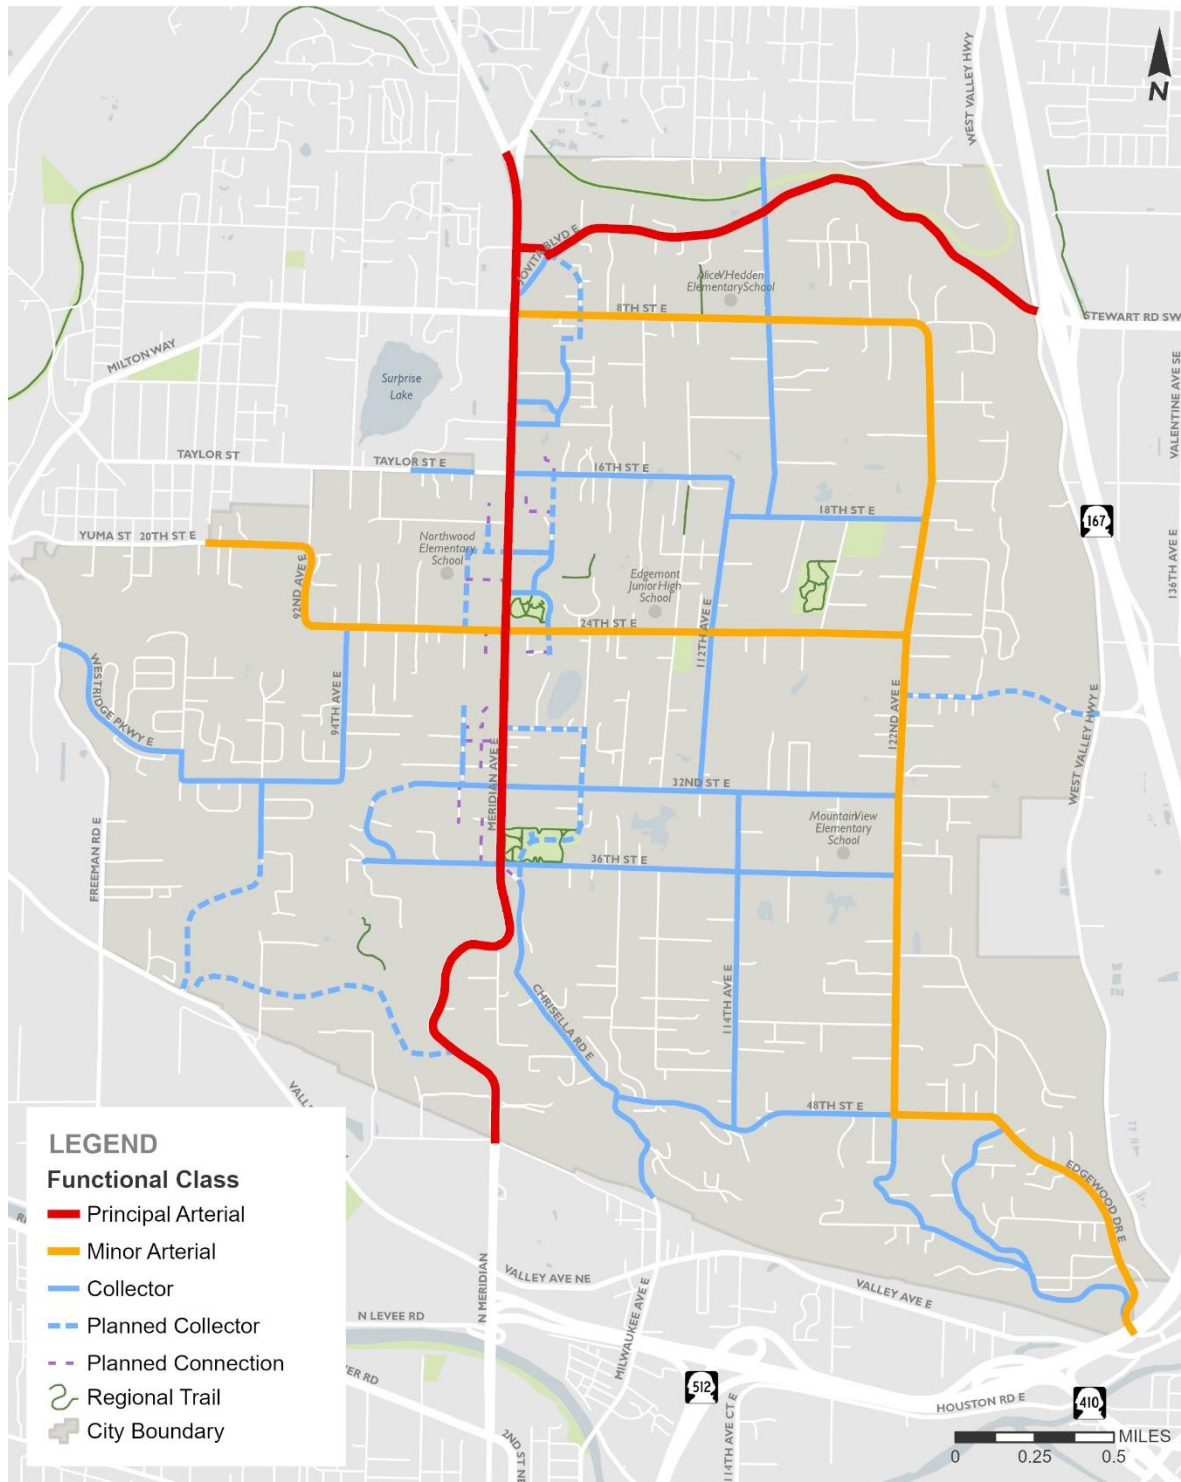 WEST VALLEY HWY
N
JOVITA BLVD E
Alice V Hedden
Elementary School
8TH ST E
STEWART RD SW
MILTON WAY
Surprise
Lake
VALENTINE AVE SE
TAYLOR ST
TAYLOR ST E
16TH ST E
18TH ST E
167
YUMA ST
20TH ST E
Northwood
Elementary
School
92ND AVE E
Edgemont
Junior High
School
136TH AVE E
24TH ST E
112TH AVE E
WESTRIDGE PKWY E
94TH AVE E
122ND AVE E
WEST VALLEY HWY E
MERIDIAN AVE E
32ND ST E
Mountain View
Elementary
School
FREEMAN RD E
36TH ST E
CHRISELLA RD E
114TH AVE E
48TH ST E
VALL
EDGEWOOD DR E
LEGEND
Functional Class
Principal Arterial
Minor Arterial
Collector
Planned Collector
Planned Connection
Regional Trail
City Boundary
VALLEY AVE NE
VALLEY AVE E
N LEVEE RD
N MERIDIAN
MILWAUKEE AVE E
YER RD
512
HOUSTON RD E
410
2ND ST NE
114TH AVE CT E
MILES
0 0.25 0.5